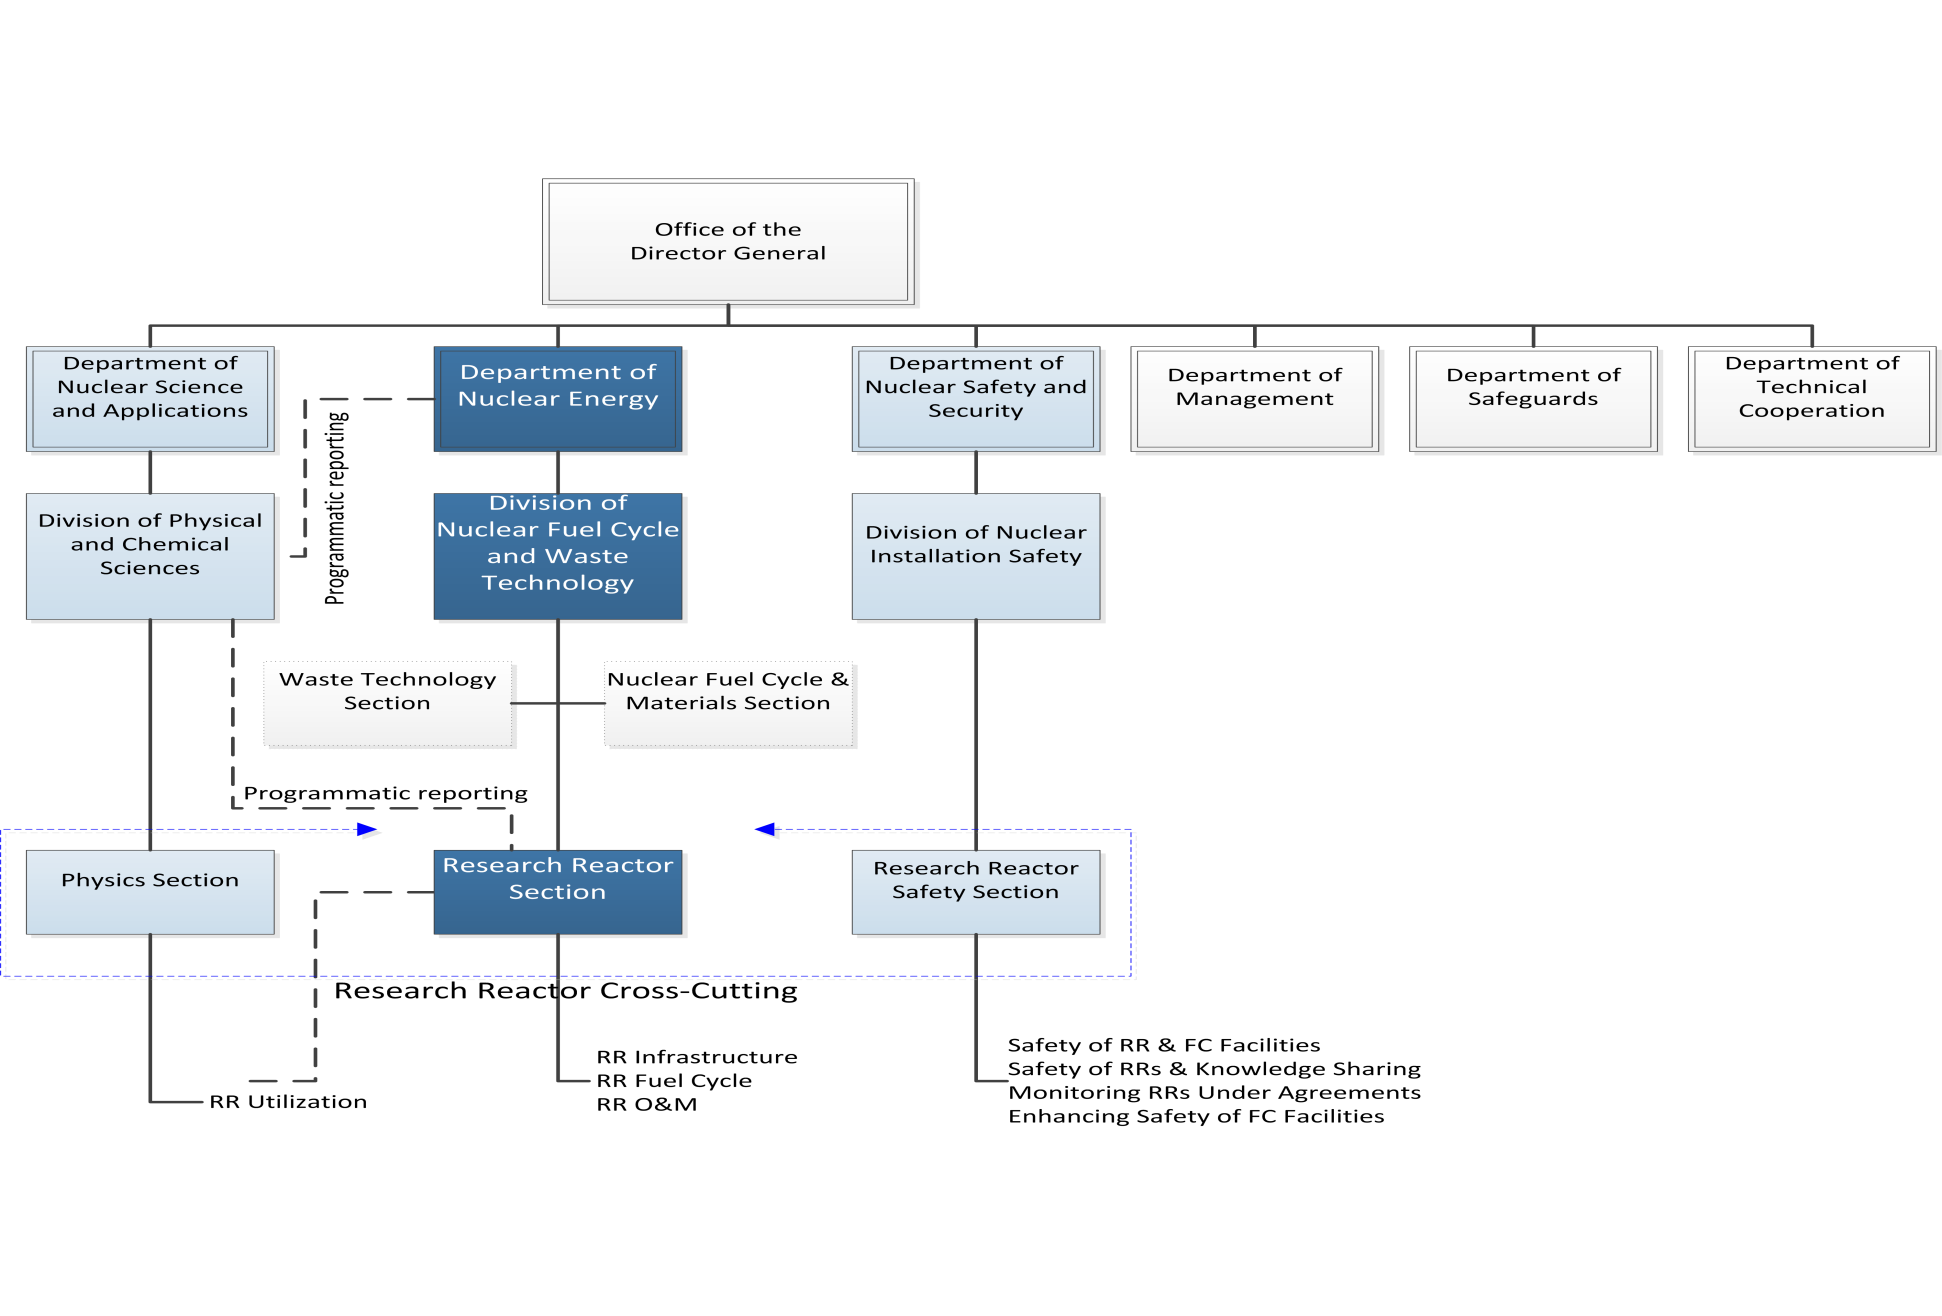 Office of the
Director General
Department of
Nuclear Science
and Applications
Department of
Nuclear Energy
Department of
Nuclear Safety and
Security
Department of
Management
Department of
Safeguards
Department of
Technical
Cooperation
Programmatic reporting
Division of Physical
and Chemical
Sciences
Division of
Nuclear Fuel Cycle
and Waste
Technology
Division of Nuclear
Installation Safety
Waste Technology
Section
Nuclear Fuel Cycle &
Materials Section
Programmatic reporting
Physics Section
Research Reactor
Section
Research Reactor
Safety Section
Research Reactor Cross-Cutting
RR Utilization
RR Infrastructure
RR Fuel Cycle
RR O&M
Safety of RR & FC Facilities
Safety of RRs & Knowledge Sharing
Monitoring RRs Under Agreements
Enhancing Safety of FC Facilities